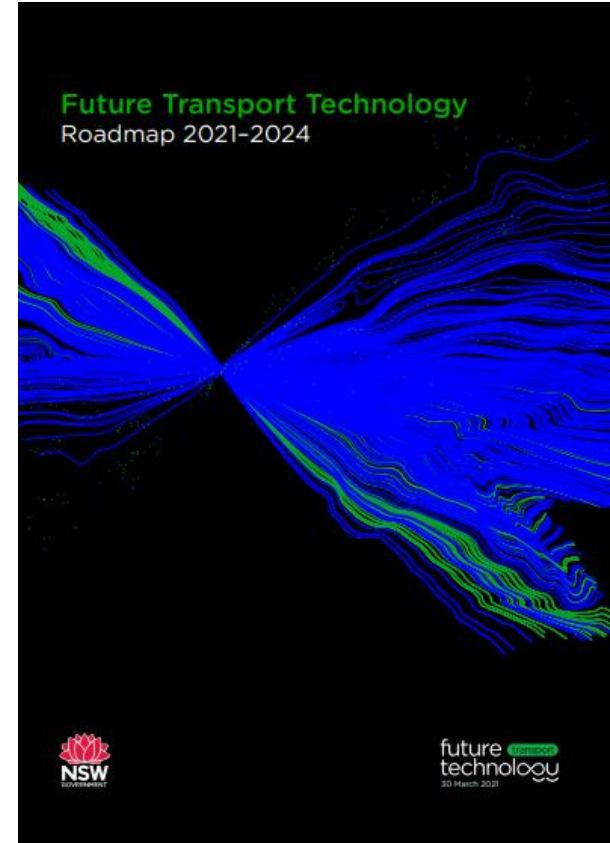 Future Transport Technology
Roadmap 2021–2024
NSW
GOVERNMENT
future transport
technology
30 March 2021